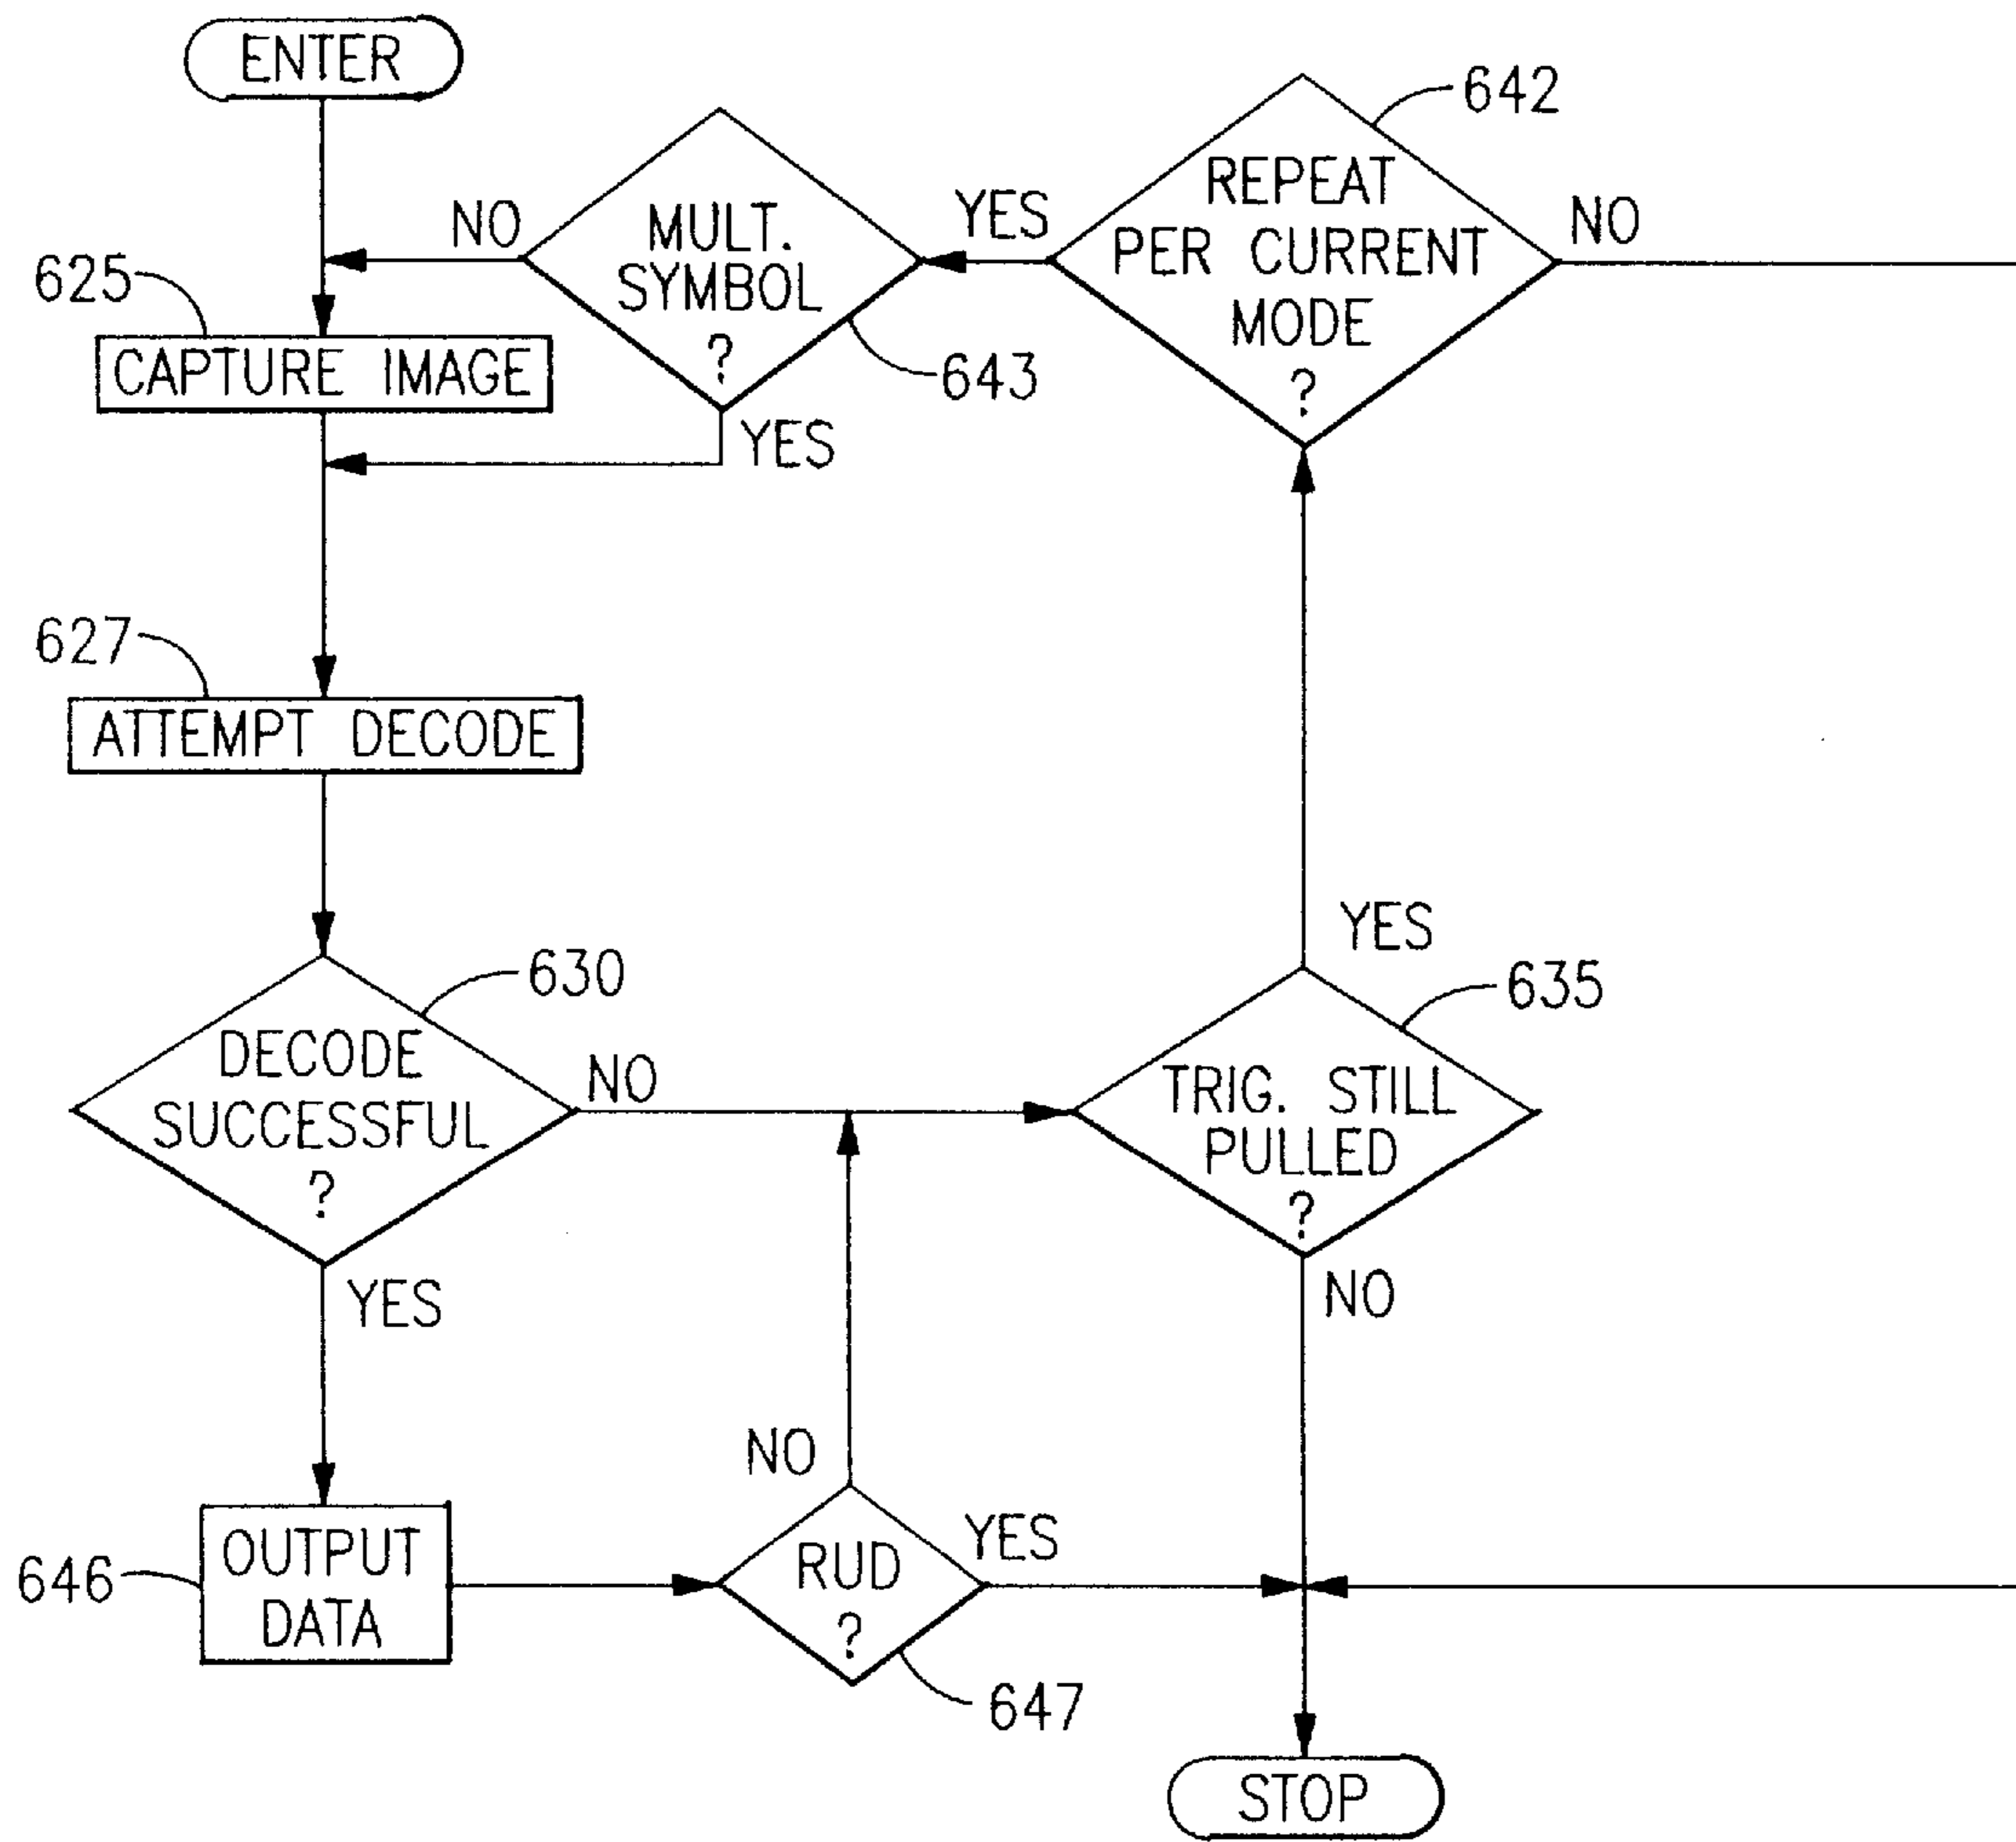 ENTER
642
REPEAT
PER CURRENT
MODE
?
NO
YES
MULT.
SYMBOL
?
643
NO
YES
625
CAPTURE IMAGE
627
ATTEMPT DECODE
630
DECODE
SUCCESSFUL
?
NO
YES
635
TRIG. STILL
PULLED
?
YES
NO
646
OUTPUT
DATA
NO
RUD
?
YES
647
STOP